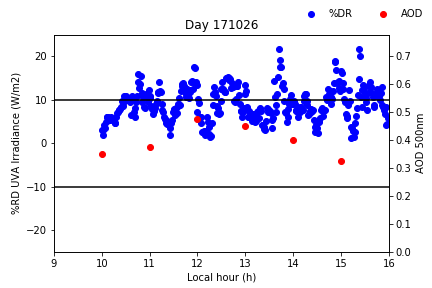 %DR AOD
Day 171026
20
10
0
−10
−20
%RD UVA Irradiance (W/m2)
0.7
0.6
0.5
0.4
0.3
0.2
0.1
0.0
AOD 500nm
9 10 11 12 13 14 15 16
Local hour (h)